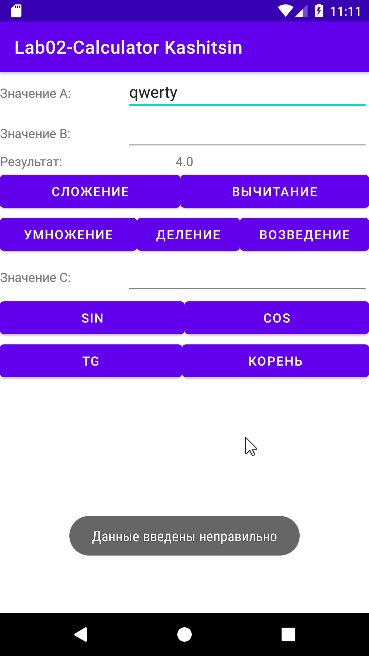 11:11
Lab02-Calculator Kashitsin
Значение A: qwerty
Значение B:
Результат: 4.0
СЛОЖЕНИЕ ВЫЧИТАНИЕ
УМНОЖЕНИЕ ДЕЛЕНИЕ ВОЗВЕДЕНИЕ
Значение C:
SIN COS
TG КОРЕНЬ
Данные введены неправильно